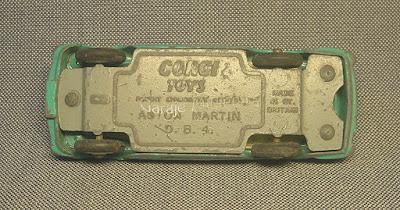 CORGI
TOYS
ASTON MARTIN
D.B.4.
MADE
IN GT.
BRITAIN